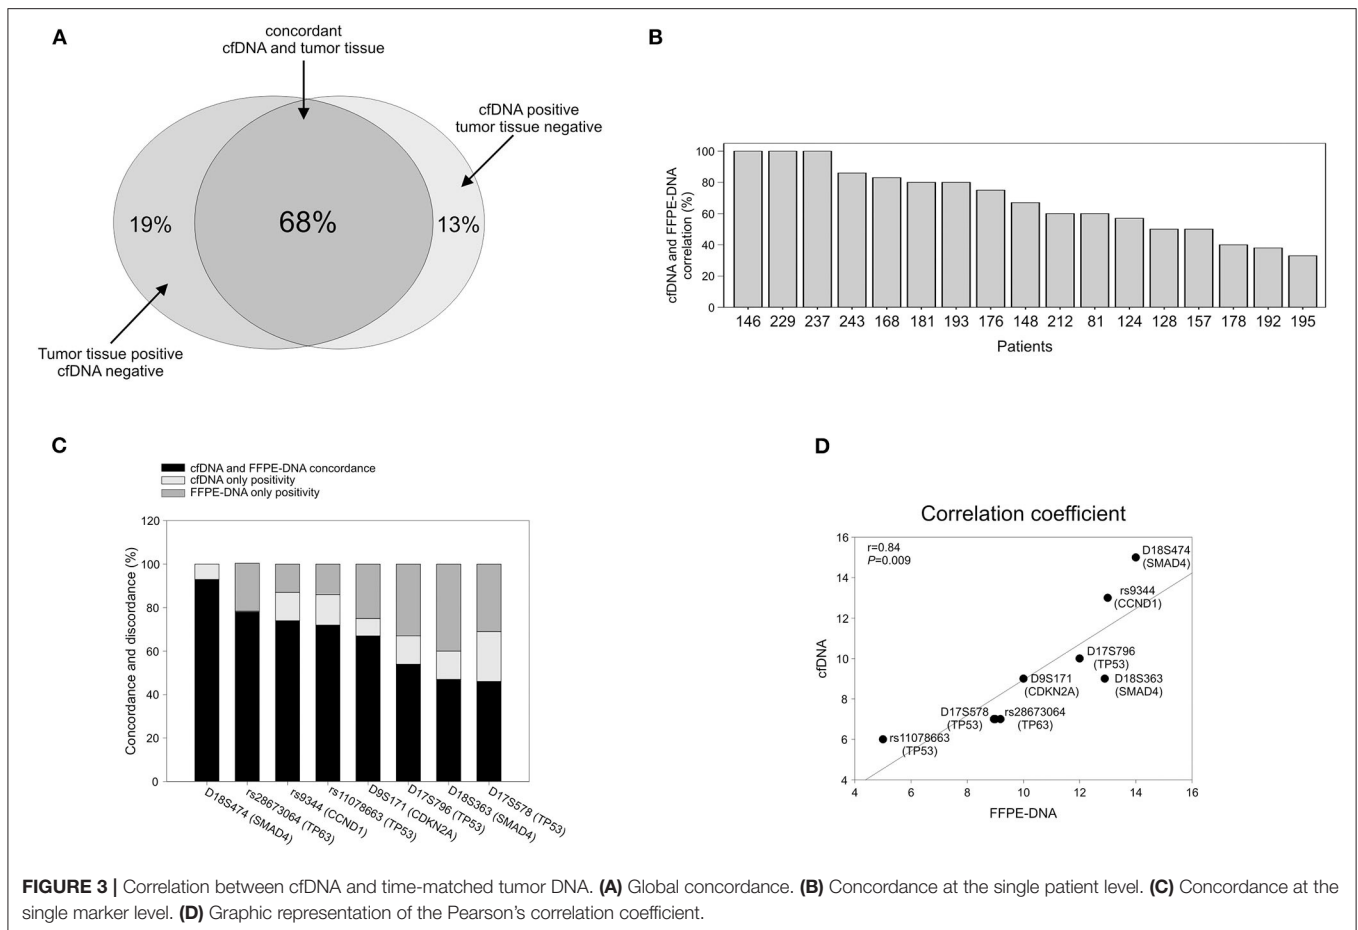 A
concordant
cfDNA and tumor tissue
cfDNA positive
tumor tissue negative
19%
68%
13%
Tumor tissue positive
cfDNA negative
B
cfDNA and FFPE-DNA
correlation (%)
100
80
60
40
20
0
146 229 237 243 168 181 193 176 148 212 81 124 128 157 178 192 195
Patients
C
cfDNA and FFPE-DNA concordance
cfDNA only positivity
FFPE-DNA only positivity
Concordance and discordance (%)
120
100
80
60
40
20
0
D18S474 (SMAD4)
rs28673064 (TP63)
rs9344 (CCND1)
rs11078663 (TP53)
D9S171 (CDKN2A)
D17S796 (TP53)
D18S363 (SMAD4)
D17S578 (TP53)
D
Correlation coefficient
r=0.84
P=0.009
cfDNA
16
14
12
10
8
6
4
D18S474
(SMAD4)
rs9344
(CCND1)
D17S796
(TP53)
D9S171
(CDKN2A)
D18S363
(SMAD4)
D17S578
(TP53)
rs28673064
(TP63)
rs11078663
(TP53)
4 6 8 10 12 14 16
FFPE-DNA
FIGURE 3 | Correlation between cfDNA and time-matched tumor DNA. (A) Global concordance. (B) Concordance at the single patient level. (C) Concordance at the
single marker level. (D) Graphic representation of the Pearson's correlation coefficient.